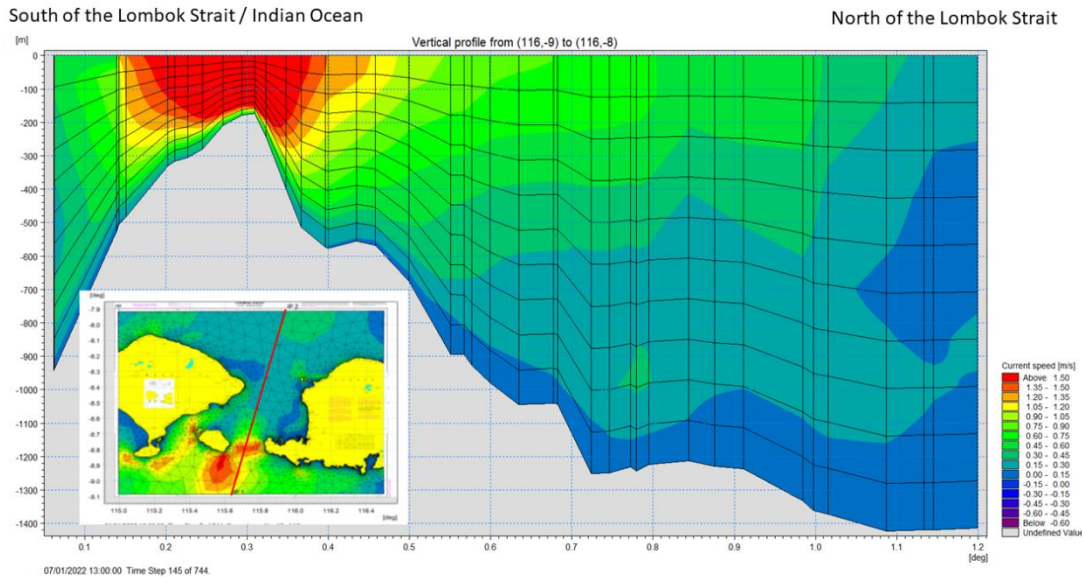 South of the Lombok Strait / Indian Ocean
North of the Lombok Strait
Vertical profile from (116,-9) to (116,-8)
[m]
0
-100
-200
-300
-400
-500
-600
-700
-800
-900
-1000
-1100
-1200
-1300
-1400
0.1 0.2 0.3 0.4 0.5 0.6 0.7 0.8 0.9 1.0 1.1 1.2
[deg]
[deg]
-7.9
-8.0
-8.1
-8.2
-8.3
-8.4
-8.5
-8.6
-8.7
-8.8
-8.9
-9.0
-9.1
115.0 115.2 115.4 115.6 115.8 116.0 116.2 116.4
[deg]
Current speed [m/s]
Above 1.50
1.35 - 1.50
1.20 - 1.35
1.05 - 1.20
0.90 - 1.05
0.75 - 0.90
0.60 - 0.75
0.45 - 0.60
0.30 - 0.45
0.15 - 0.30
0.00 - 0.15
-0.15 - 0.00
-0.30 - -0.15
-0.45 - -0.30
-0.60 - -0.45
Below -0.60
Undefined Value
07/01/2022 13:00:00 Time Step 145 of 744.